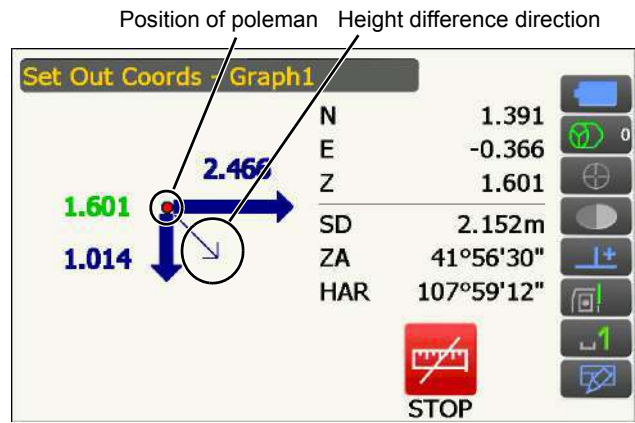 Position of poleman
Height difference direction
Set Out Coords - Graph1
N 1.391
E -0.366
Z 1.601
SD 2.152m
ZA 41°56'30"
HAR 107°59'12"
2.466
1.601
1.014
STOP
0
1